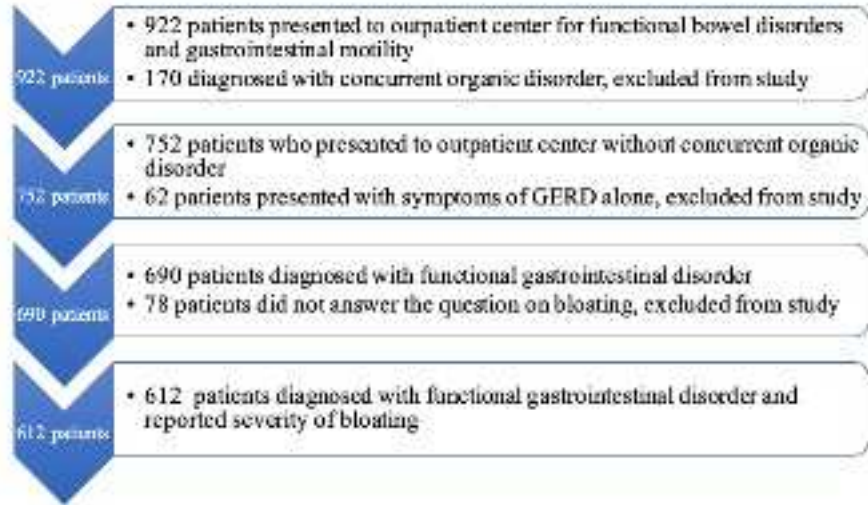 922 patients
• 922 patients presented to outpatient center for functional bowel disorders
and gastrointestinal motility
• 170 diagnosed with concurrent organic disorder, excluded from study
752 patients
• 752 patients who presented to outpatient center without concurrent organic
disorder
• 62 patients presented with symptoms of GERD alone, excluded from study
690 patients
• 690 patients diagnosed with functional gastrointestinal disorder
• 78 patients did not answer the question on bloating, excluded from study
612 patients
• 612 patients diagnosed with functional gastrointestinal disorder and
reported severity of bloating